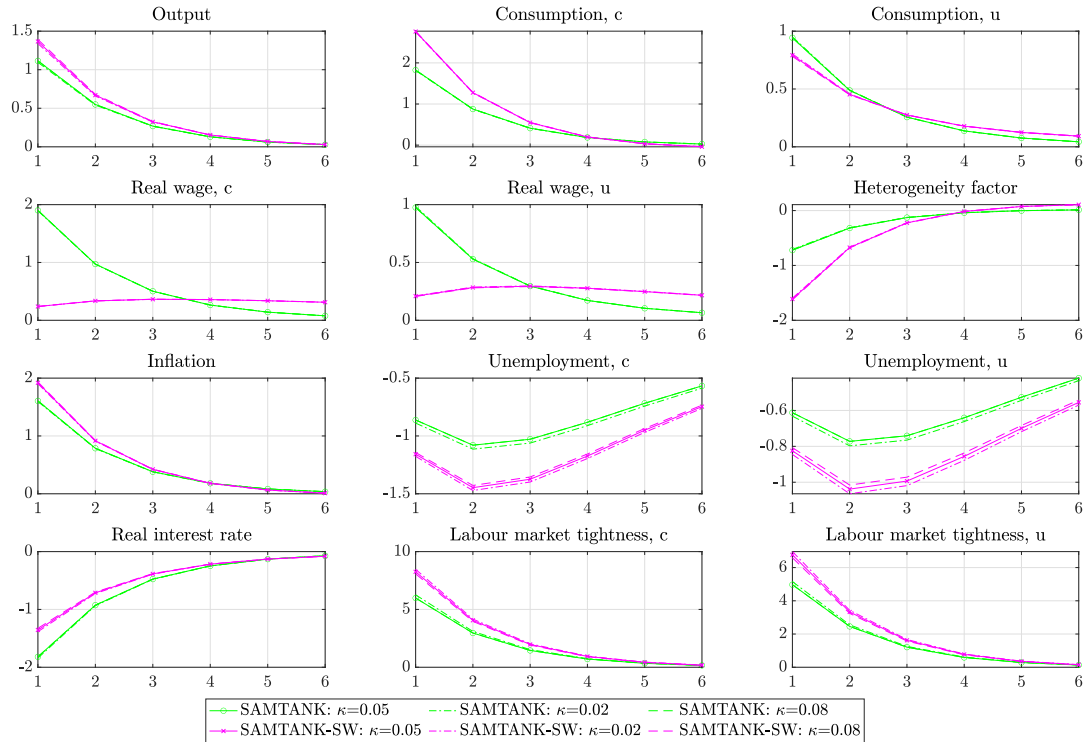 Output
Consumption, c
Consumption, u
1.5
1
0.5
0
1 2 3 4 5 6
2
1
0
1 2 3 4 5 6
1
0.5
0
1 2 3 4 5 6
Real wage, c
Real wage, u
Heterogeneity factor
2
1
0
1 2 3 4 5 6
1
0.5
0
1 2 3 4 5 6
0
-1
-2
1 2 3 4 5 6
Inflation
Unemployment, c
Unemployment, u
2
1
0
1 2 3 4 5 6
-0.5
-1
-1.5
1 2 3 4 5 6
-0.6
-0.8
-1
1 2 3 4 5 6
Real interest rate
Labour market tightness, c
Labour market tightness, u
0
-1
-2
1 2 3 4 5 6
10
5
0
1 2 3 4 5 6
6
4
2
0
1 2 3 4 5 6
SAMTANK: κ=0.05 SAMTANK: κ=0.02 SAMTANK: κ=0.08
SAMTANK-SW: κ=0.05 SAMTANK-SW: κ=0.02 SAMTANK-SW: κ=0.08